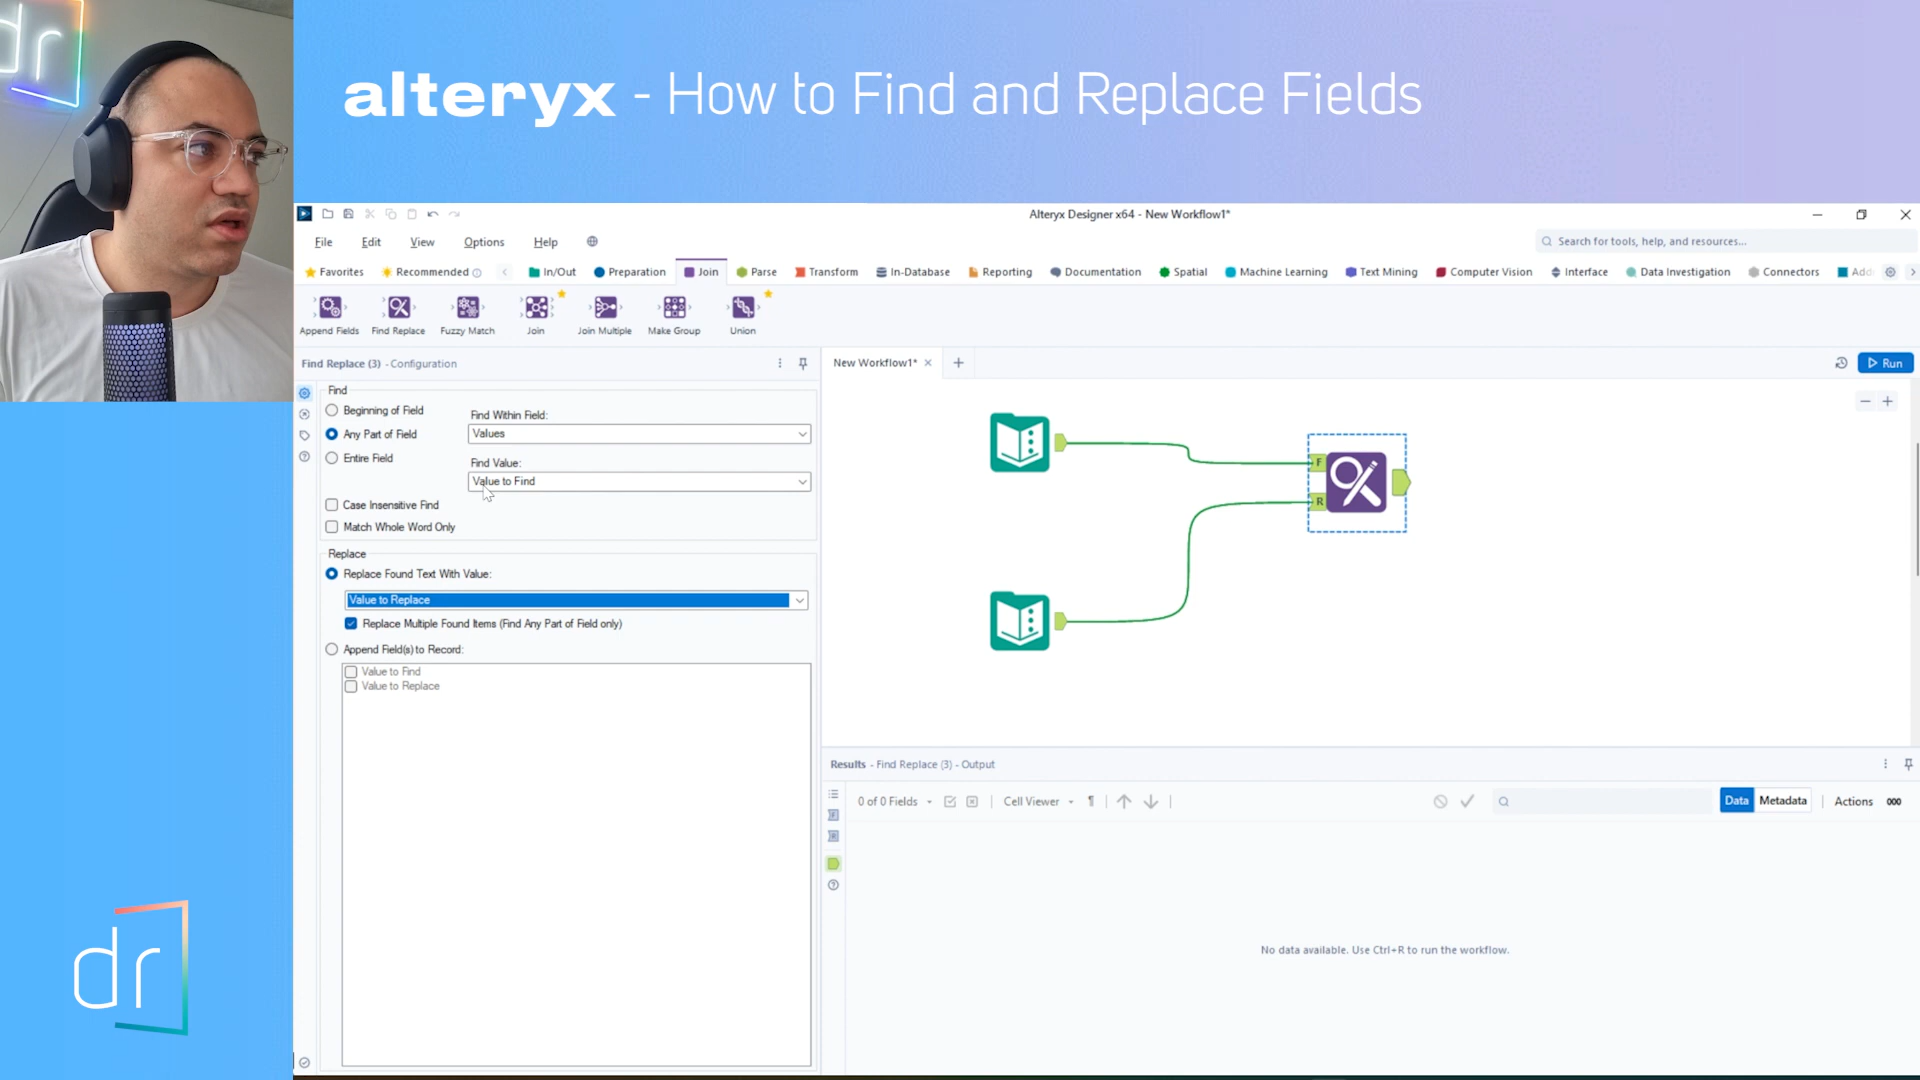 dr
alteryx - How to Find and Replace Fields
Alteryx Designer x64 - New Workflow1*
File Edit View Options Help
Search for tools, help, and resources...
Favorites Recommended In/Out Preparation Join Parse Transform In-Database Reporting Documentation Spatial Machine Learning Text Mining Computer Vision Interface Data Investigation Connectors Add
Append Fields Find Replace Fuzzy Match Join Join Multiple Make Group Union
Find Replace (3) - Configuration
New Workflow1*
Run
Find
Beginning of Field
Find Within Field:
Any Part of Field
Values
Entire Field
Find Value:
Value to Find
Case Insensitive Find
Match Whole Word Only
Replace
Replace Found Text With Value:
Value to Replace
Replace Multiple Found Items (Find Any Part of Field only)
Append Field(s) to Record:
Value to Find
Value to Replace
F
R
Results - Find Replace (3) - Output
0 of 0 Fields Cell Viewer Data Metadata Actions 000
No data available. Use Ctrl+R to run the workflow.
dr